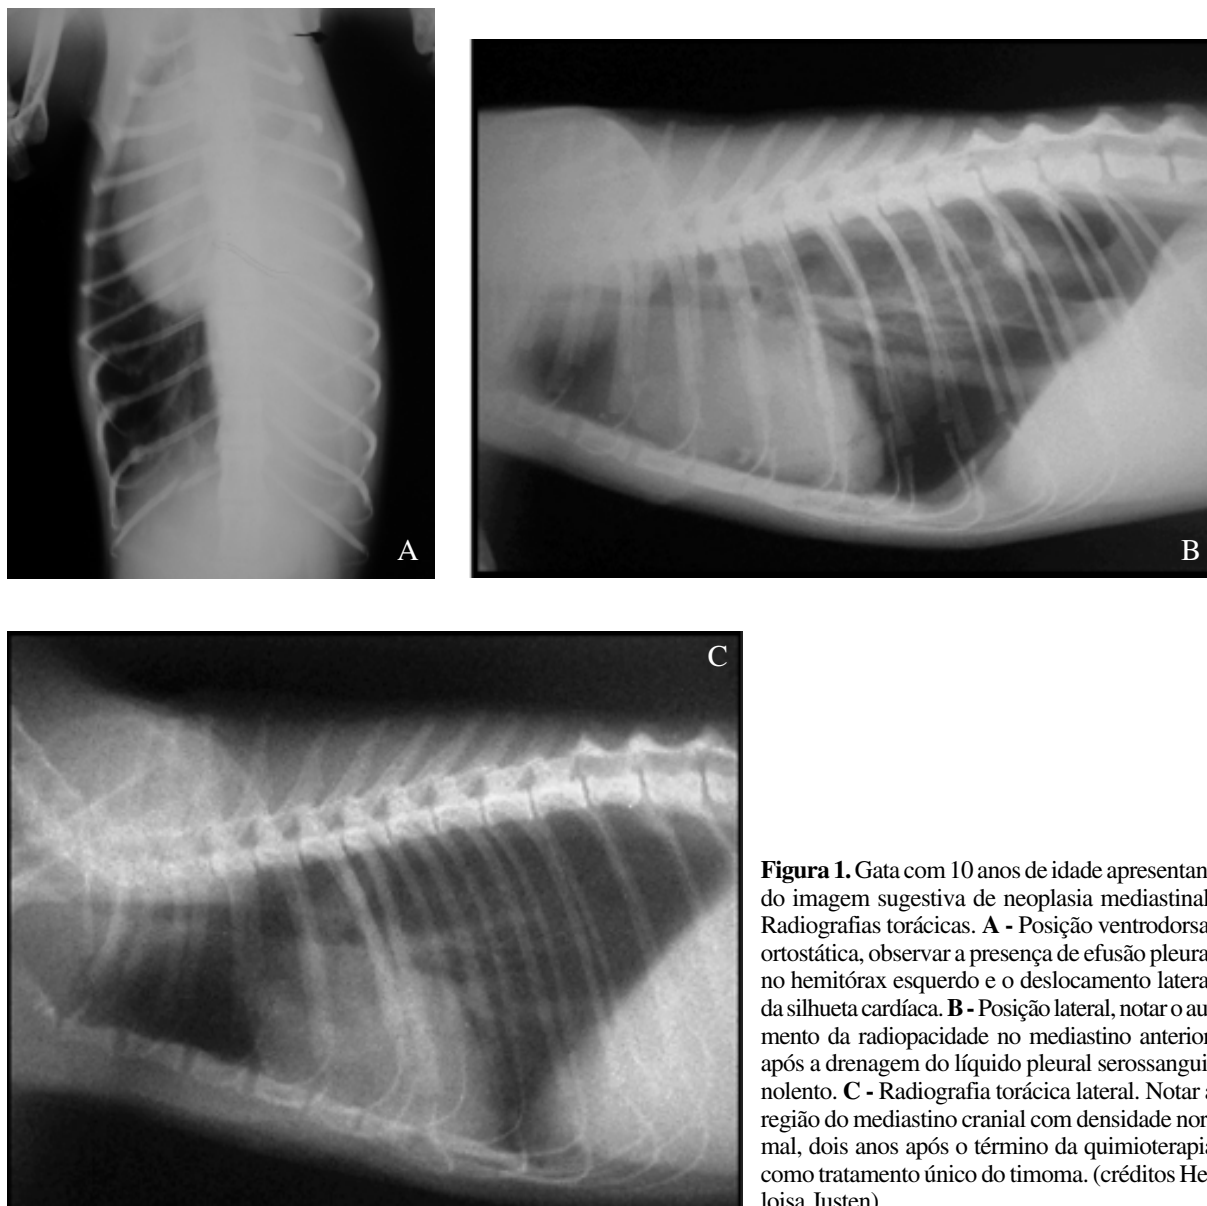 A
B
C
Figura 1. Gata com 10 anos de idade apresentan
do imagem sugestiva de neoplasia mediastinal
Radiografias torácicas. A - Posição ventrodorsa
ortostática, observar a presença de efusão pleura
no hemitórax esquerdo e o deslocamento latera
da silhueta cardíaca. B - Posição lateral, notar o au
mento da radiopacidade no mediastino anterior
após a drenagem do líquido pleural serossangui
nolento. C - Radiografia torácica lateral. Notar a
região do mediastino cranial com densidade nor
mal, dois anos após o término da quimioterapia
como tratamento único do timoma. (créditos He
loisa Justen)